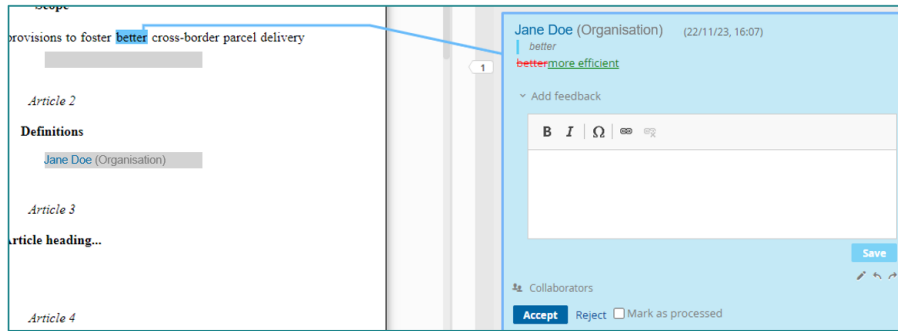 Scope
provisions to foster better cross-border parcel delivery
Article 2
Definitions
Jane Doe (Organisation)
Article 3
Article heading...
Article 4
1
Jane Doe (Organisation) (22/11/23, 16:07)
better
bettermore efficient
Add feedback
B I Ω
Save
Collaborators
Accept Reject Mark as processed